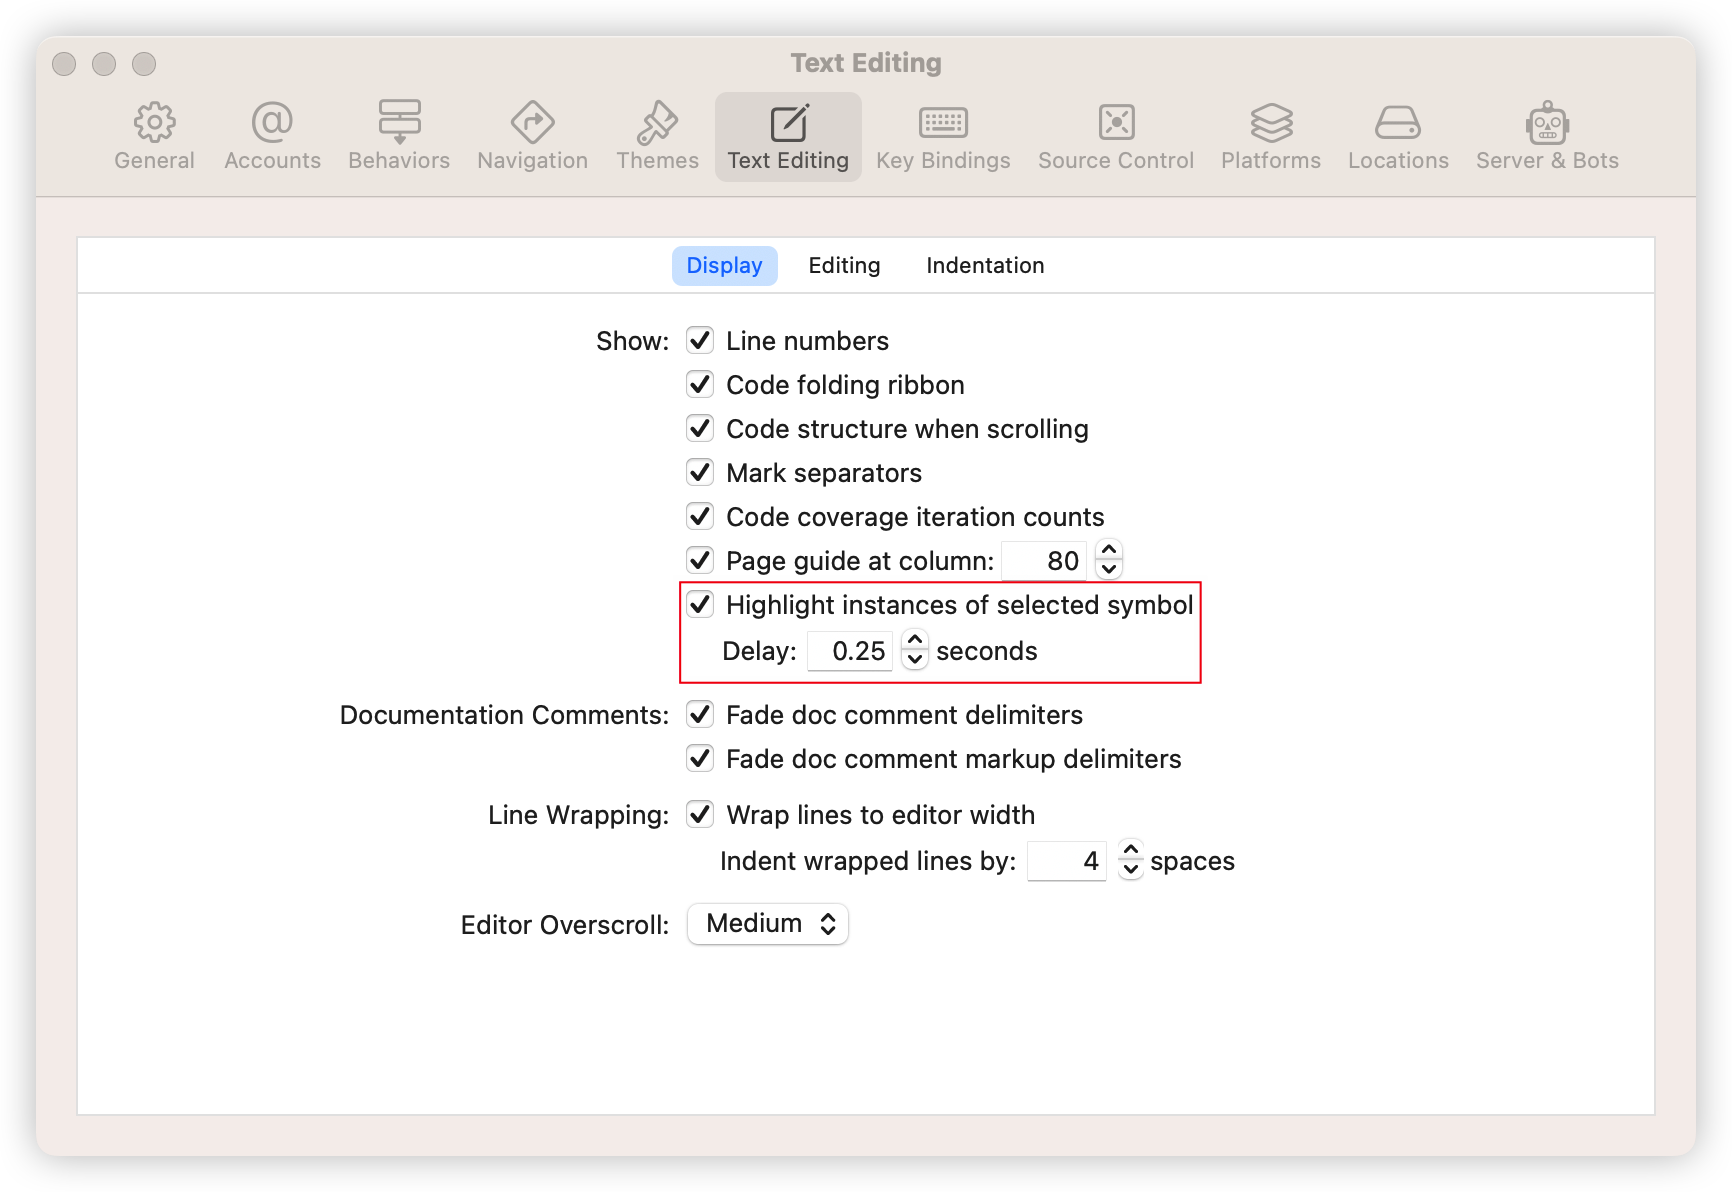 Text Editing
General Accounts Behaviors Navigation Themes Text Editing Key Bindings Source Control Platforms Locations Server & Bots
Display Editing Indentation
Show: Line numbers
Code folding ribbon
Code structure when scrolling
Mark separators
Code coverage iteration counts
Page guide at column: 80
Highlight instances of selected symbol
Delay: 0.25 seconds
Documentation Comments: Fade doc comment delimiters
Fade doc comment markup delimiters
Line Wrapping: Wrap lines to editor width
Indent wrapped lines by: 4 spaces
Editor Overscroll: Medium